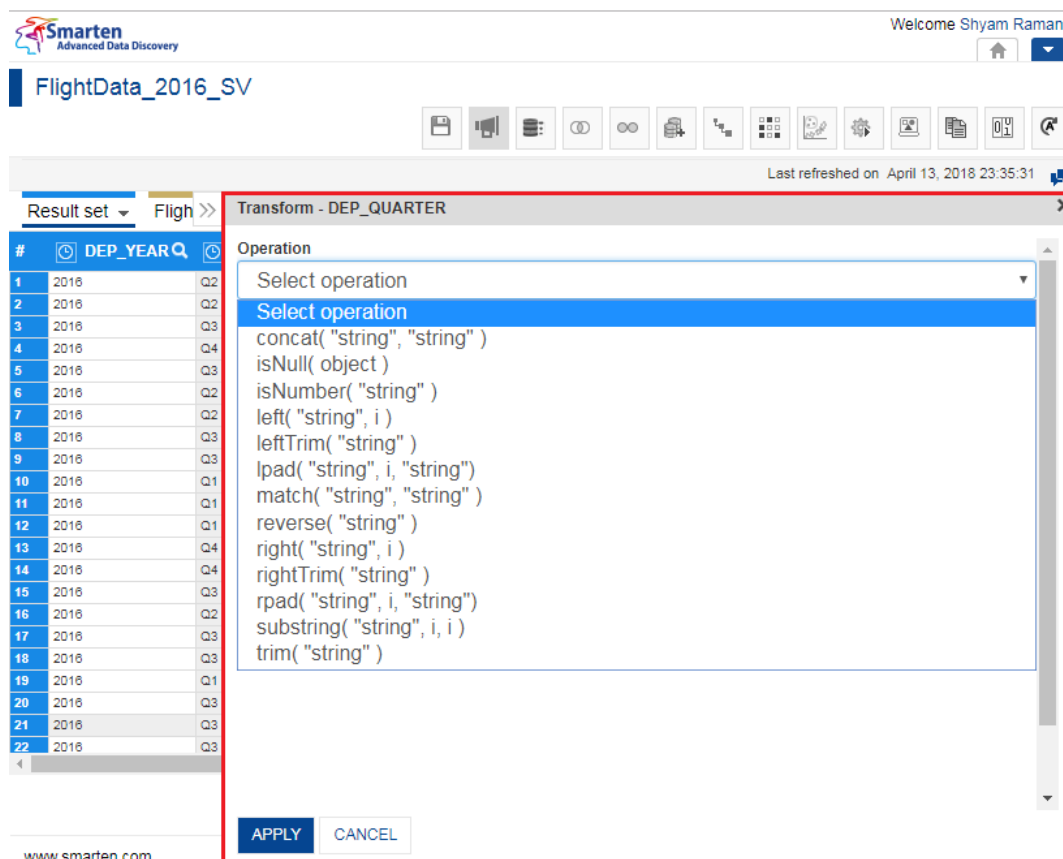 Smarten
Advanced Data Discovery
Welcome Shyam Raman
FlightData_2016_SV
Last refreshed on April 13, 2018 23:35:31
Result set
Fligh
Transform - DEP_QUARTER
# DEP_YEAR
Operation
Select operation
Select operation
concat( "string", "string" )
isNull( object )
isNumber( "string" )
left( "string", i )
leftTrim( "string" )
lpad( "string", i, "string")
match( "string", "string" )
reverse( "string" )
right( "string", i )
rightTrim( "string" )
rpad( "string", i, "string")
substring( "string", i, i )
trim( "string" )
1 2016 Q2
2 2016 Q2
3 2016 Q3
4 2016 Q4
5 2016 Q3
6 2016 Q2
7 2016 Q2
8 2016 Q3
9 2016 Q3
10 2016 Q1
11 2016 Q1
12 2016 Q1
13 2016 Q4
14 2016 Q4
15 2016 Q3
16 2016 Q2
17 2016 Q3
18 2016 Q3
19 2016 Q1
20 2016 Q3
21 2016 Q3
22 2016 Q3
APPLY CANCEL
www.smarten.com